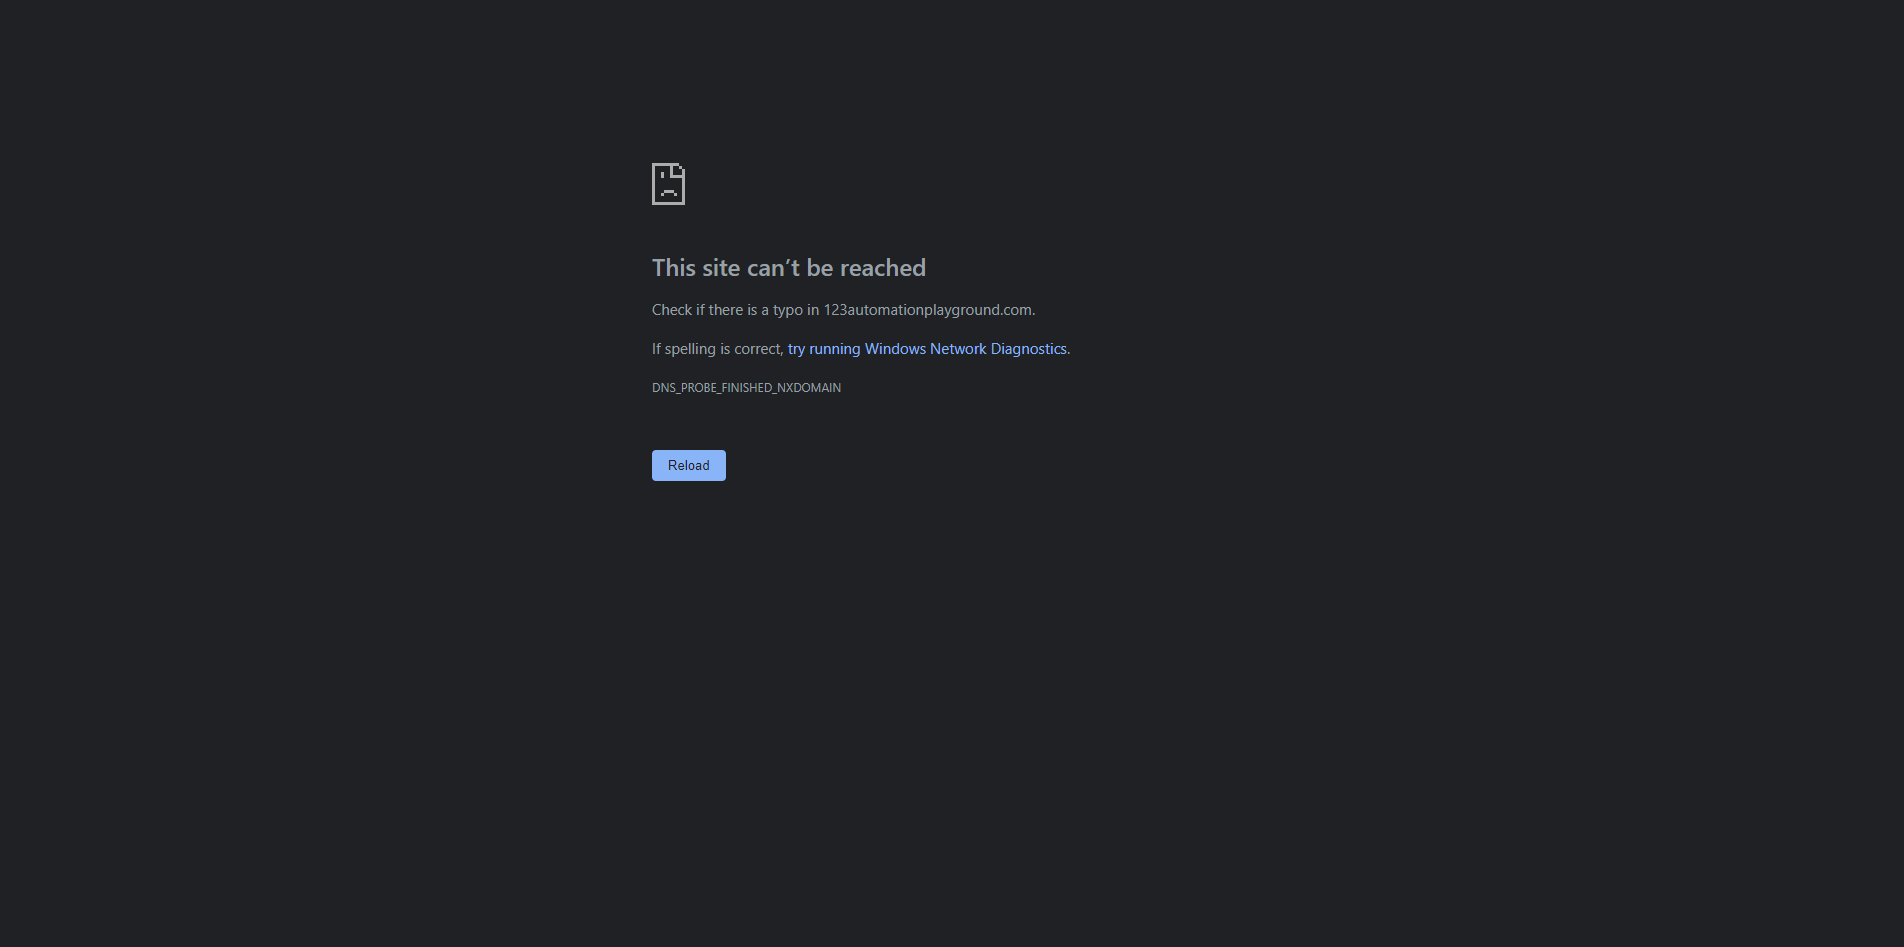 This site can’t be reached
Check if there is a typo in 123automationplayground.com.
If spelling is correct, try running Windows Network Diagnostics.
DNS_PROBE_FINISHED_NXDOMAIN
Reload